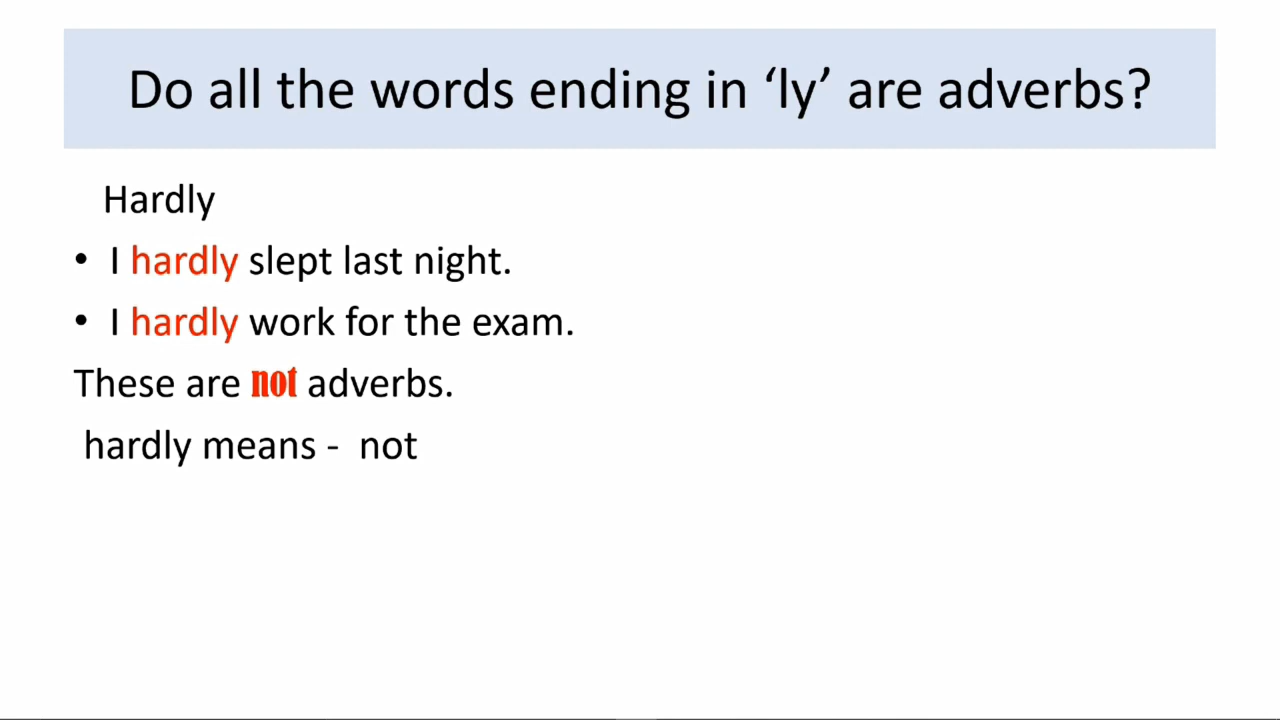 Do all the words ending in ‘ly’ are adverbs?
Hardly
• I hardly slept last night.
• I hardly work for the exam.
These are not adverbs.
hardly means - not